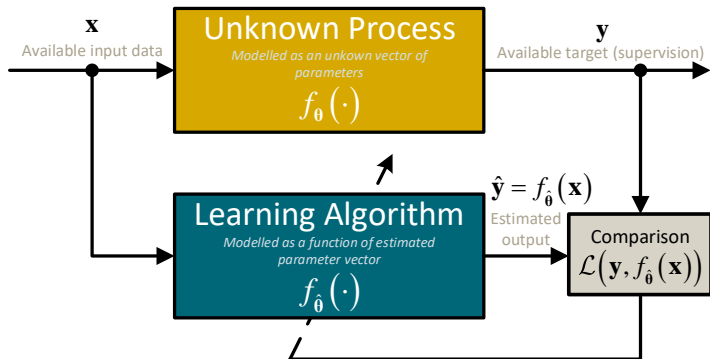 x
Available input data
Unknown Process
Modelled as an unkown vector of
parameters
f_θ(·)
y
Available target (supervision)
Learning Algorithm
Modelled as a function of estimated
parameter vector
f_θ̂(·)
ŷ = f_θ̂(x)
Estimated
output
Comparison
ℒ(y, f_θ̂(x))